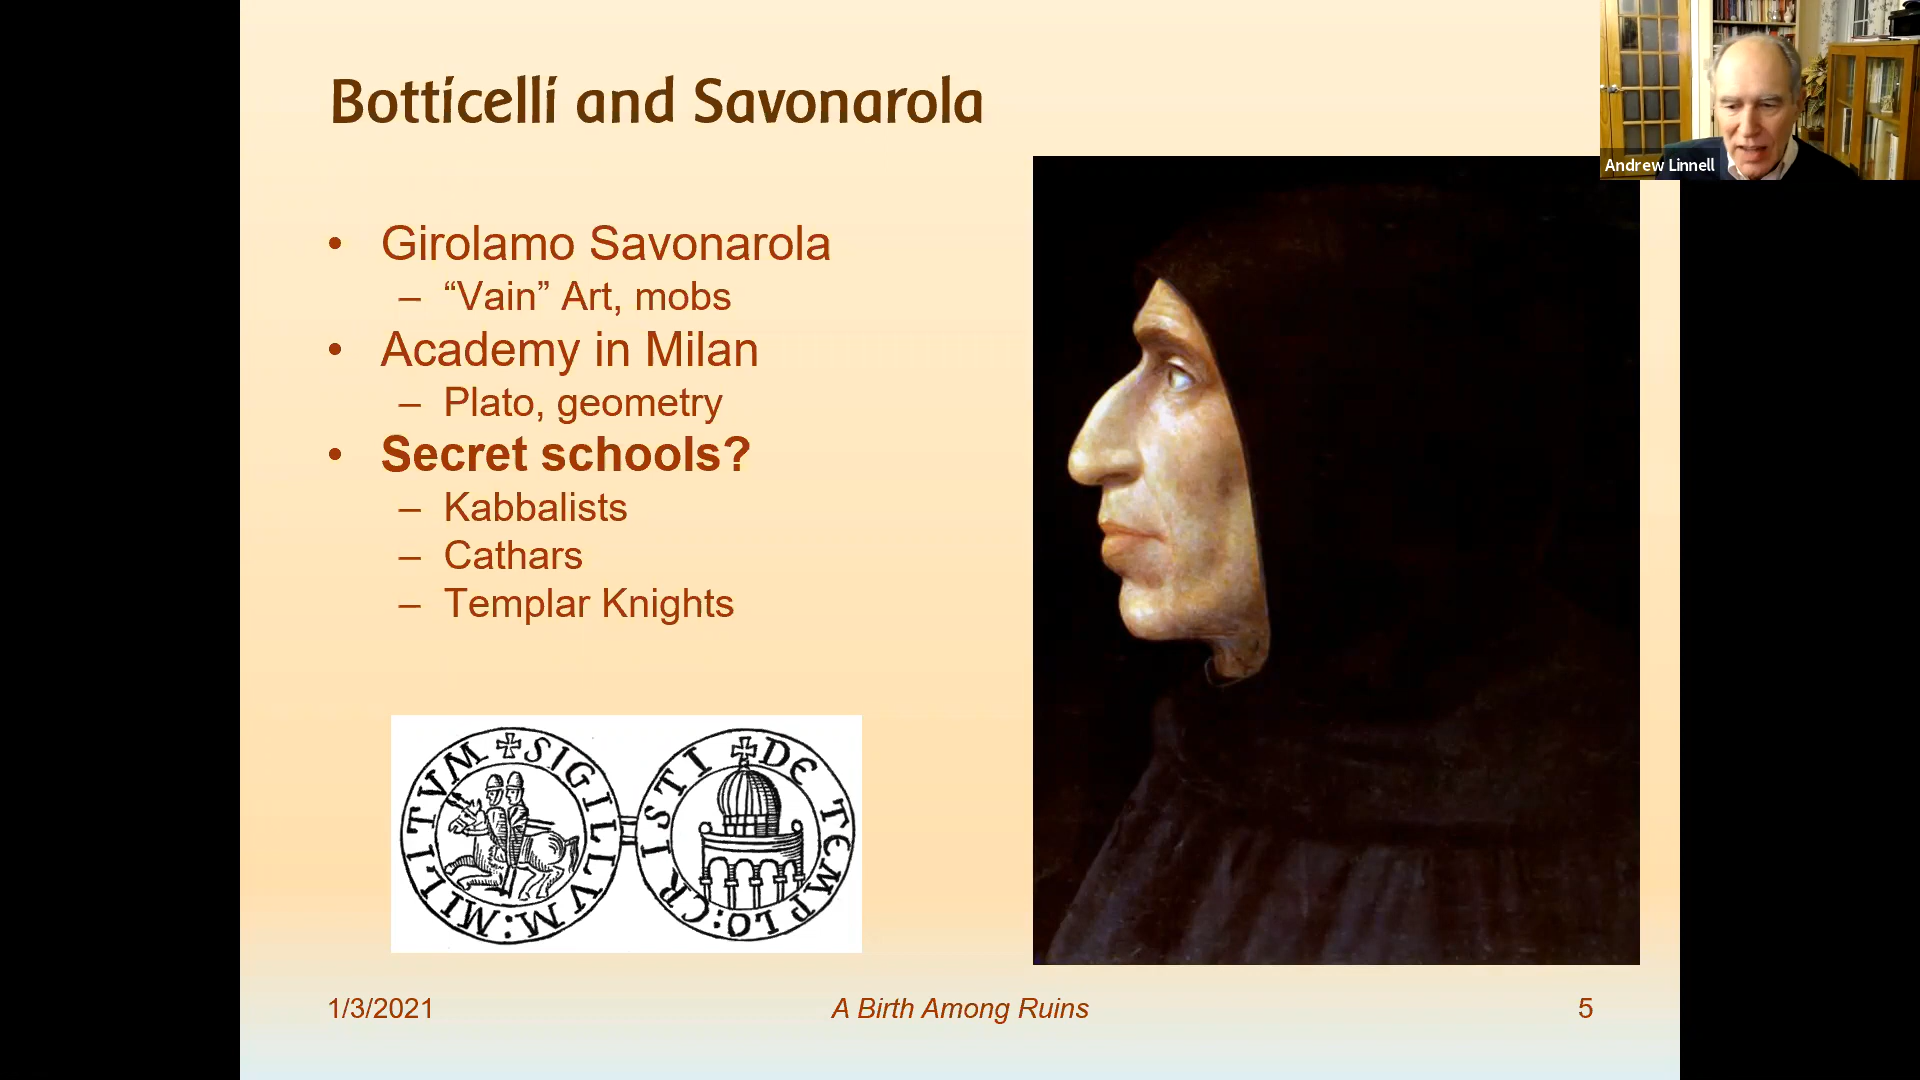 Botticelli and Savonarola
Andrew Linnell
• Girolamo Savonarola
– “Vain” Art, mobs
• Academy in Milan
– Plato, geometry
• Secret schools?
– Kabbalists
– Cathars
– Templar Knights
SIGILLVM: MILITVM
DE TEMPLO: CRISTI
1/3/2021
A Birth Among Ruins
5